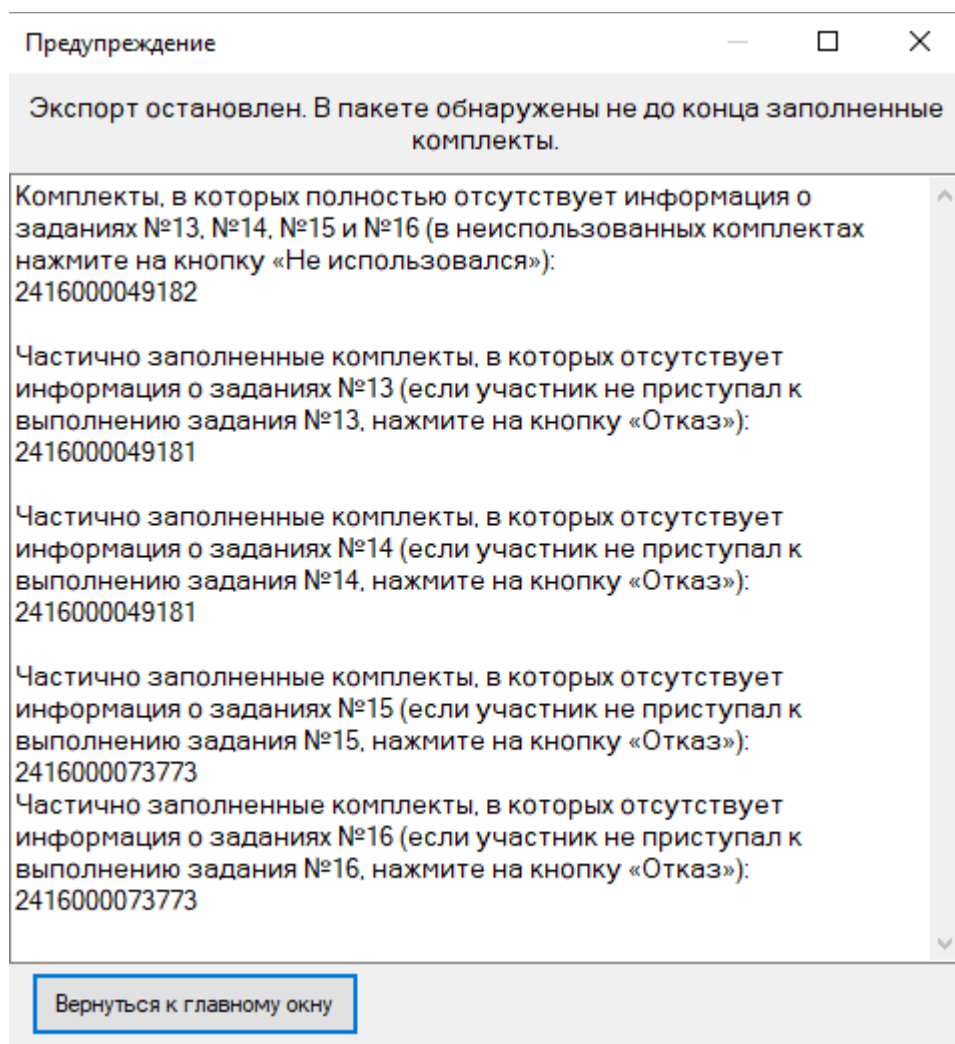 Предупреждение
Экспорт остановлен. В пакете обнаружены не до конца заполненные
комплекты.
Комплекты, в которых полностью отсутствует информация о
заданиях №13, №14, №15 и №16 (в неиспользованных комплектах
нажмите на кнопку «Не использовался»):
2416000049182
Частично заполненные комплекты, в которых отсутствует
информация о заданиях №13 (если участник не приступал к
выполнению задания №13, нажмите на кнопку «Отказ»):
2416000049181
Частично заполненные комплекты, в которых отсутствует
информация о заданиях №14 (если участник не приступал к
выполнению задания №14, нажмите на кнопку «Отказ»):
2416000049181
Частично заполненные комплекты, в которых отсутствует
информация о заданиях №15 (если участник не приступал к
выполнению задания №15, нажмите на кнопку «Отказ»):
2416000073773
Частично заполненные комплекты, в которых отсутствует
информация о заданиях №16 (если участник не приступал к
выполнению задания №16, нажмите на кнопку «Отказ»):
2416000073773
Вернуться к главному окну